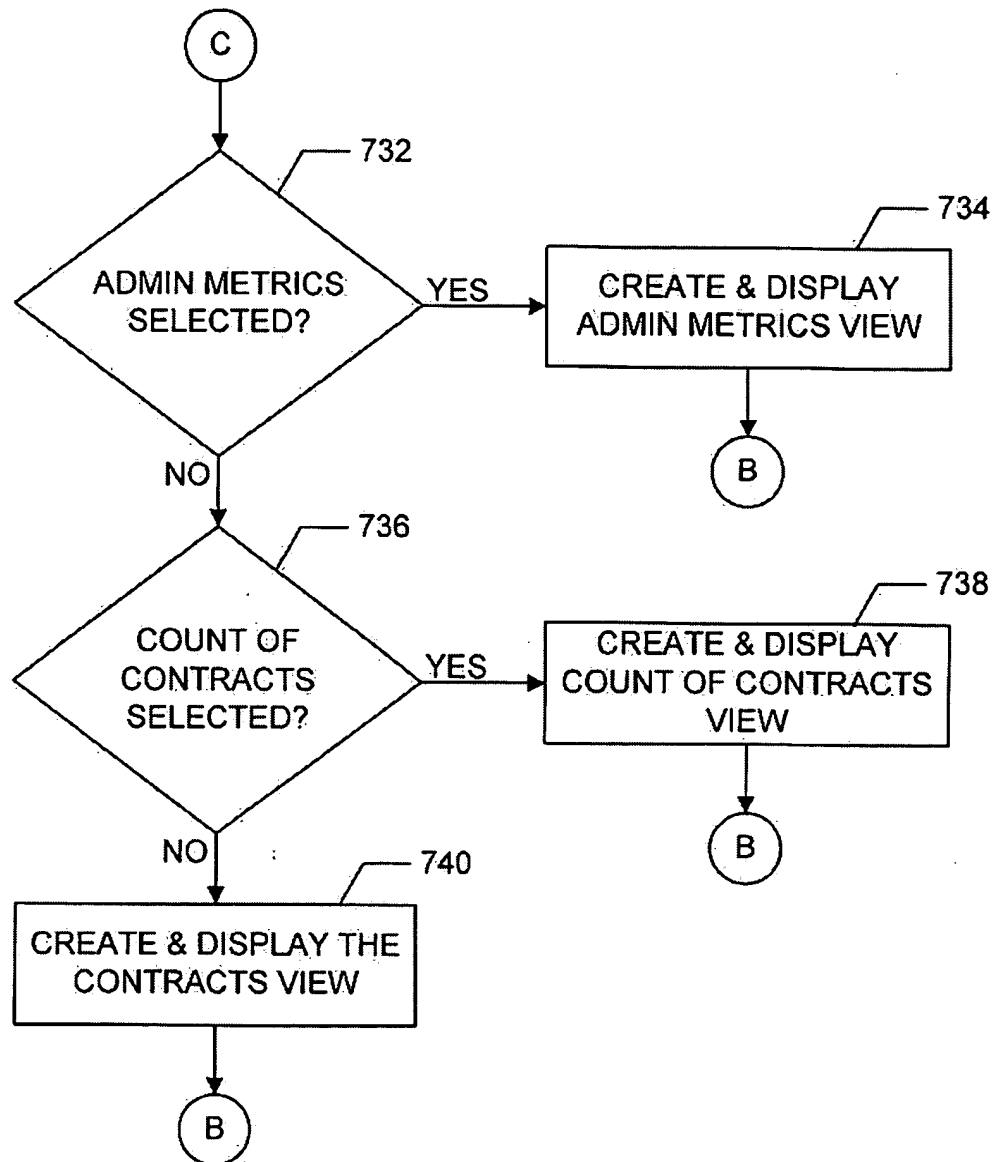 C
732
ADMIN METRICS
SELECTED?
YES
734
CREATE & DISPLAY
ADMIN METRICS VIEW
B
NO
736
COUNT OF
CONTRACTS
SELECTED?
YES
738
CREATE & DISPLAY
COUNT OF CONTRACTS
VIEW
B
NO
740
CREATE & DISPLAY THE
CONTRACTS VIEW
B